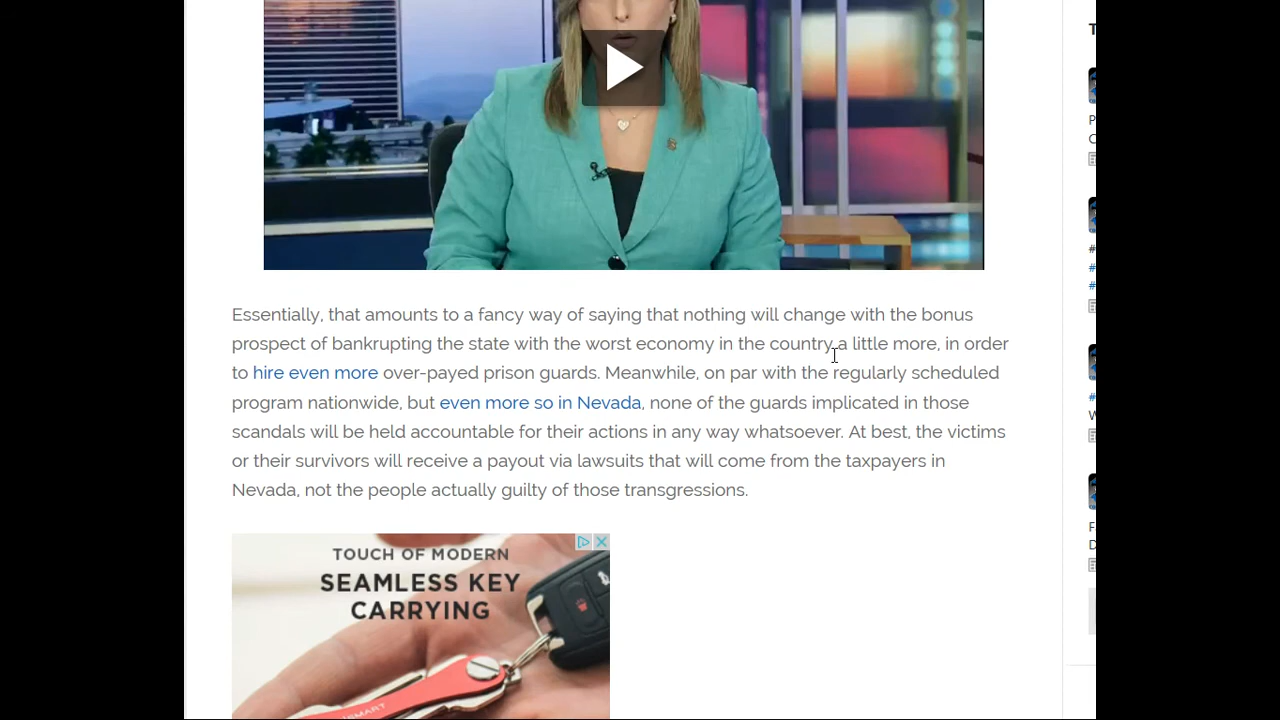 Essentially, that amounts to a fancy way of saying that nothing will change with the bonus
prospect of bankrupting the state with the worst economy in the country a little more, in order
to hire even more over-payed prison guards. Meanwhile, on par with the regularly scheduled
program nationwide, but even more so in Nevada, none of the guards implicated in those
scandals will be held accountable for their actions in any way whatsoever. At best, the victims
or their survivors will receive a payout via lawsuits that will come from the taxpayers in
Nevada, not the people actually guilty of those transgressions.
TOUCH OF MODERN
SEAMLESS KEY
CARRYING